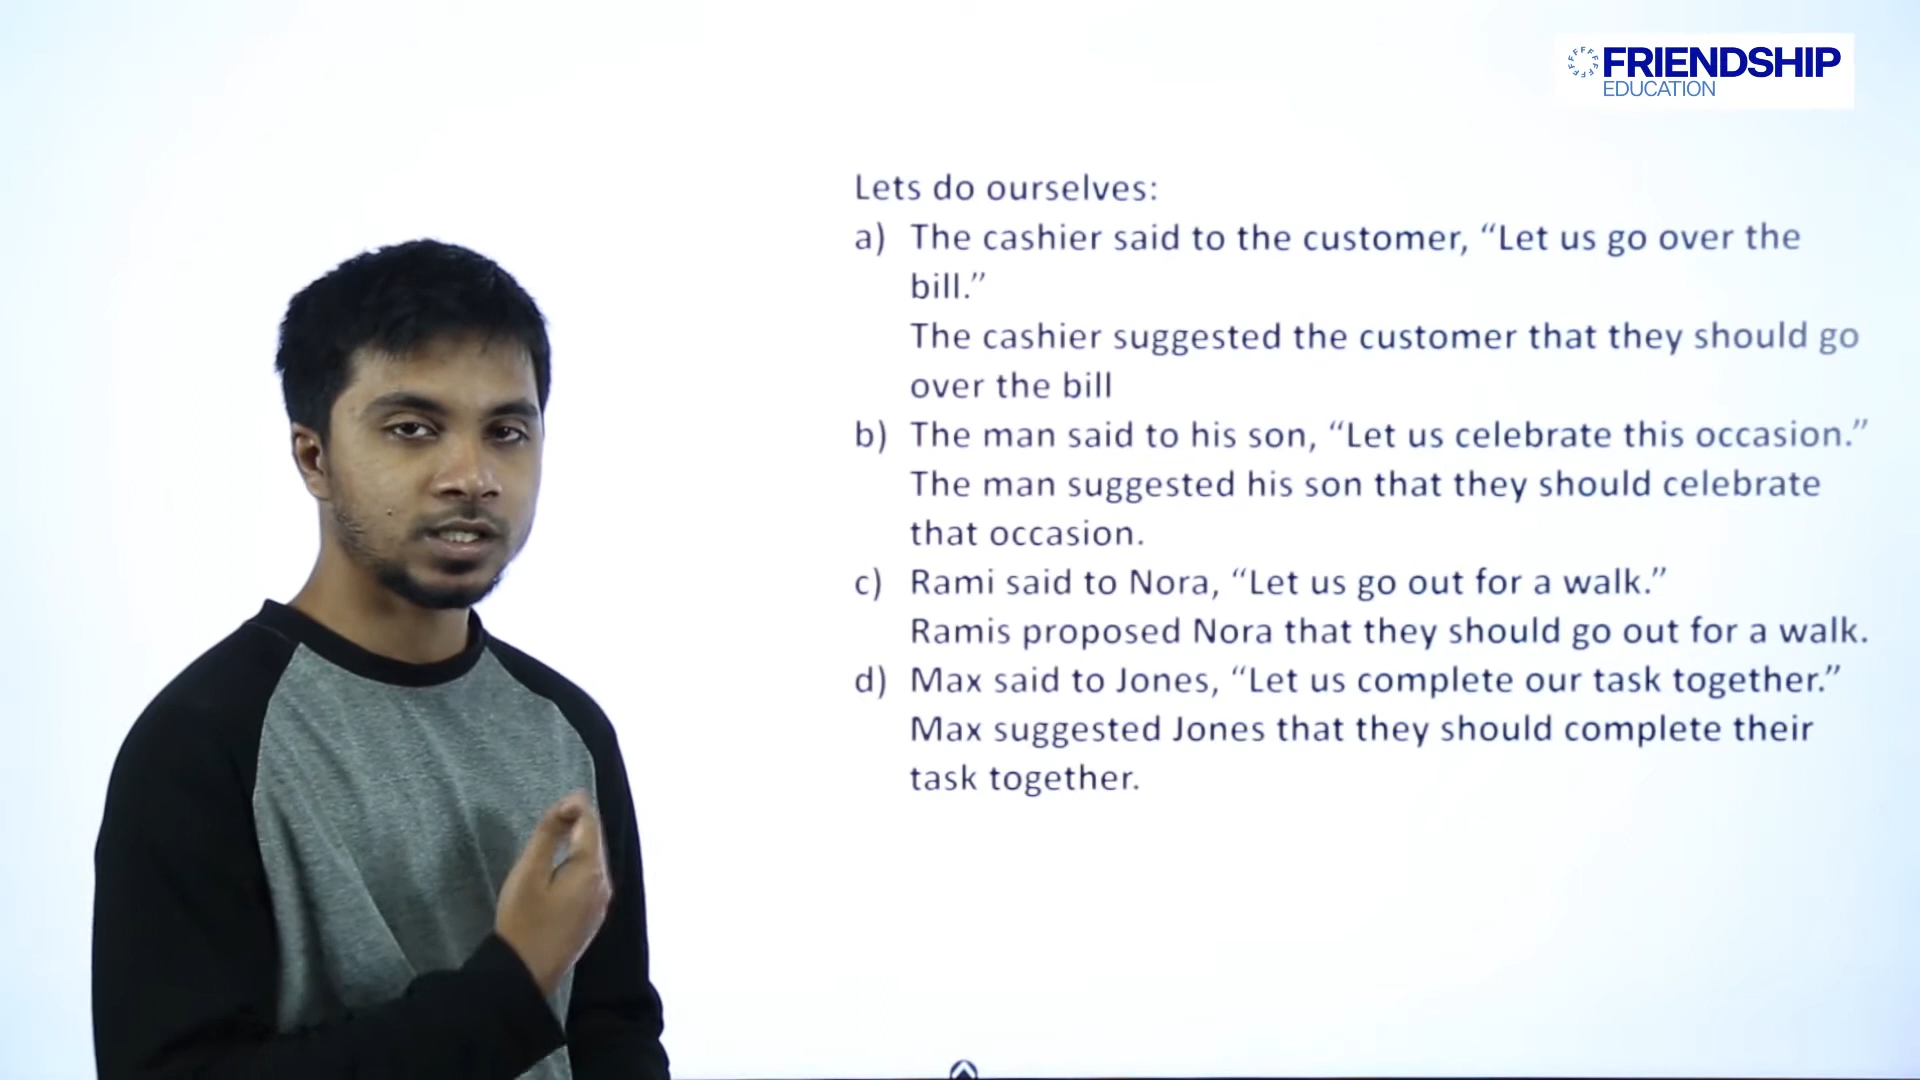 FRIENDSHIP
EDUCATION
Lets do ourselves:
a) The cashier said to the customer, “Let us go over the
bill.”
The cashier suggested the customer that they should go
over the bill
b) The man said to his son, “Let us celebrate this occasion.”
The man suggested his son that they should celebrate
that occasion.
c) Rami said to Nora, “Let us go out for a walk.”
Ramis proposed Nora that they should go out for a walk.
d) Max said to Jones, “Let us complete our task together.”
Max suggested Jones that they should complete their
task together.